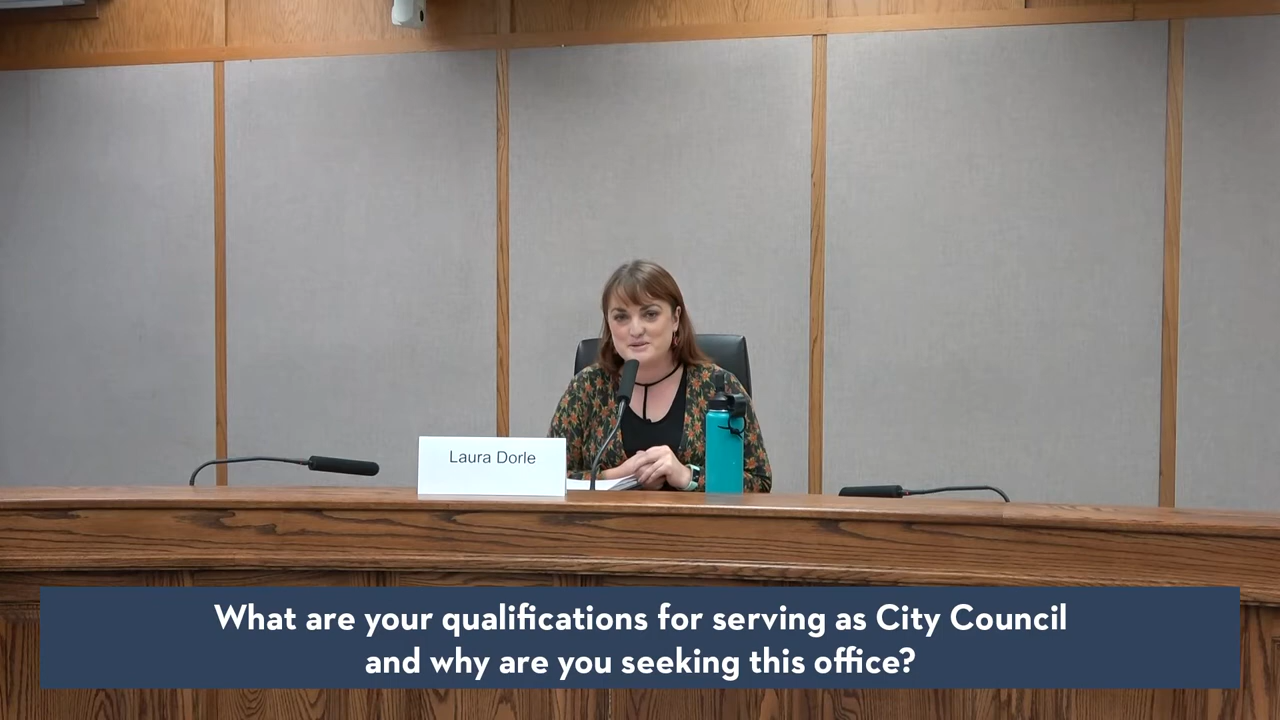 Laura Dorle
What are your qualifications for serving as City Council
and why are you seeking this office?